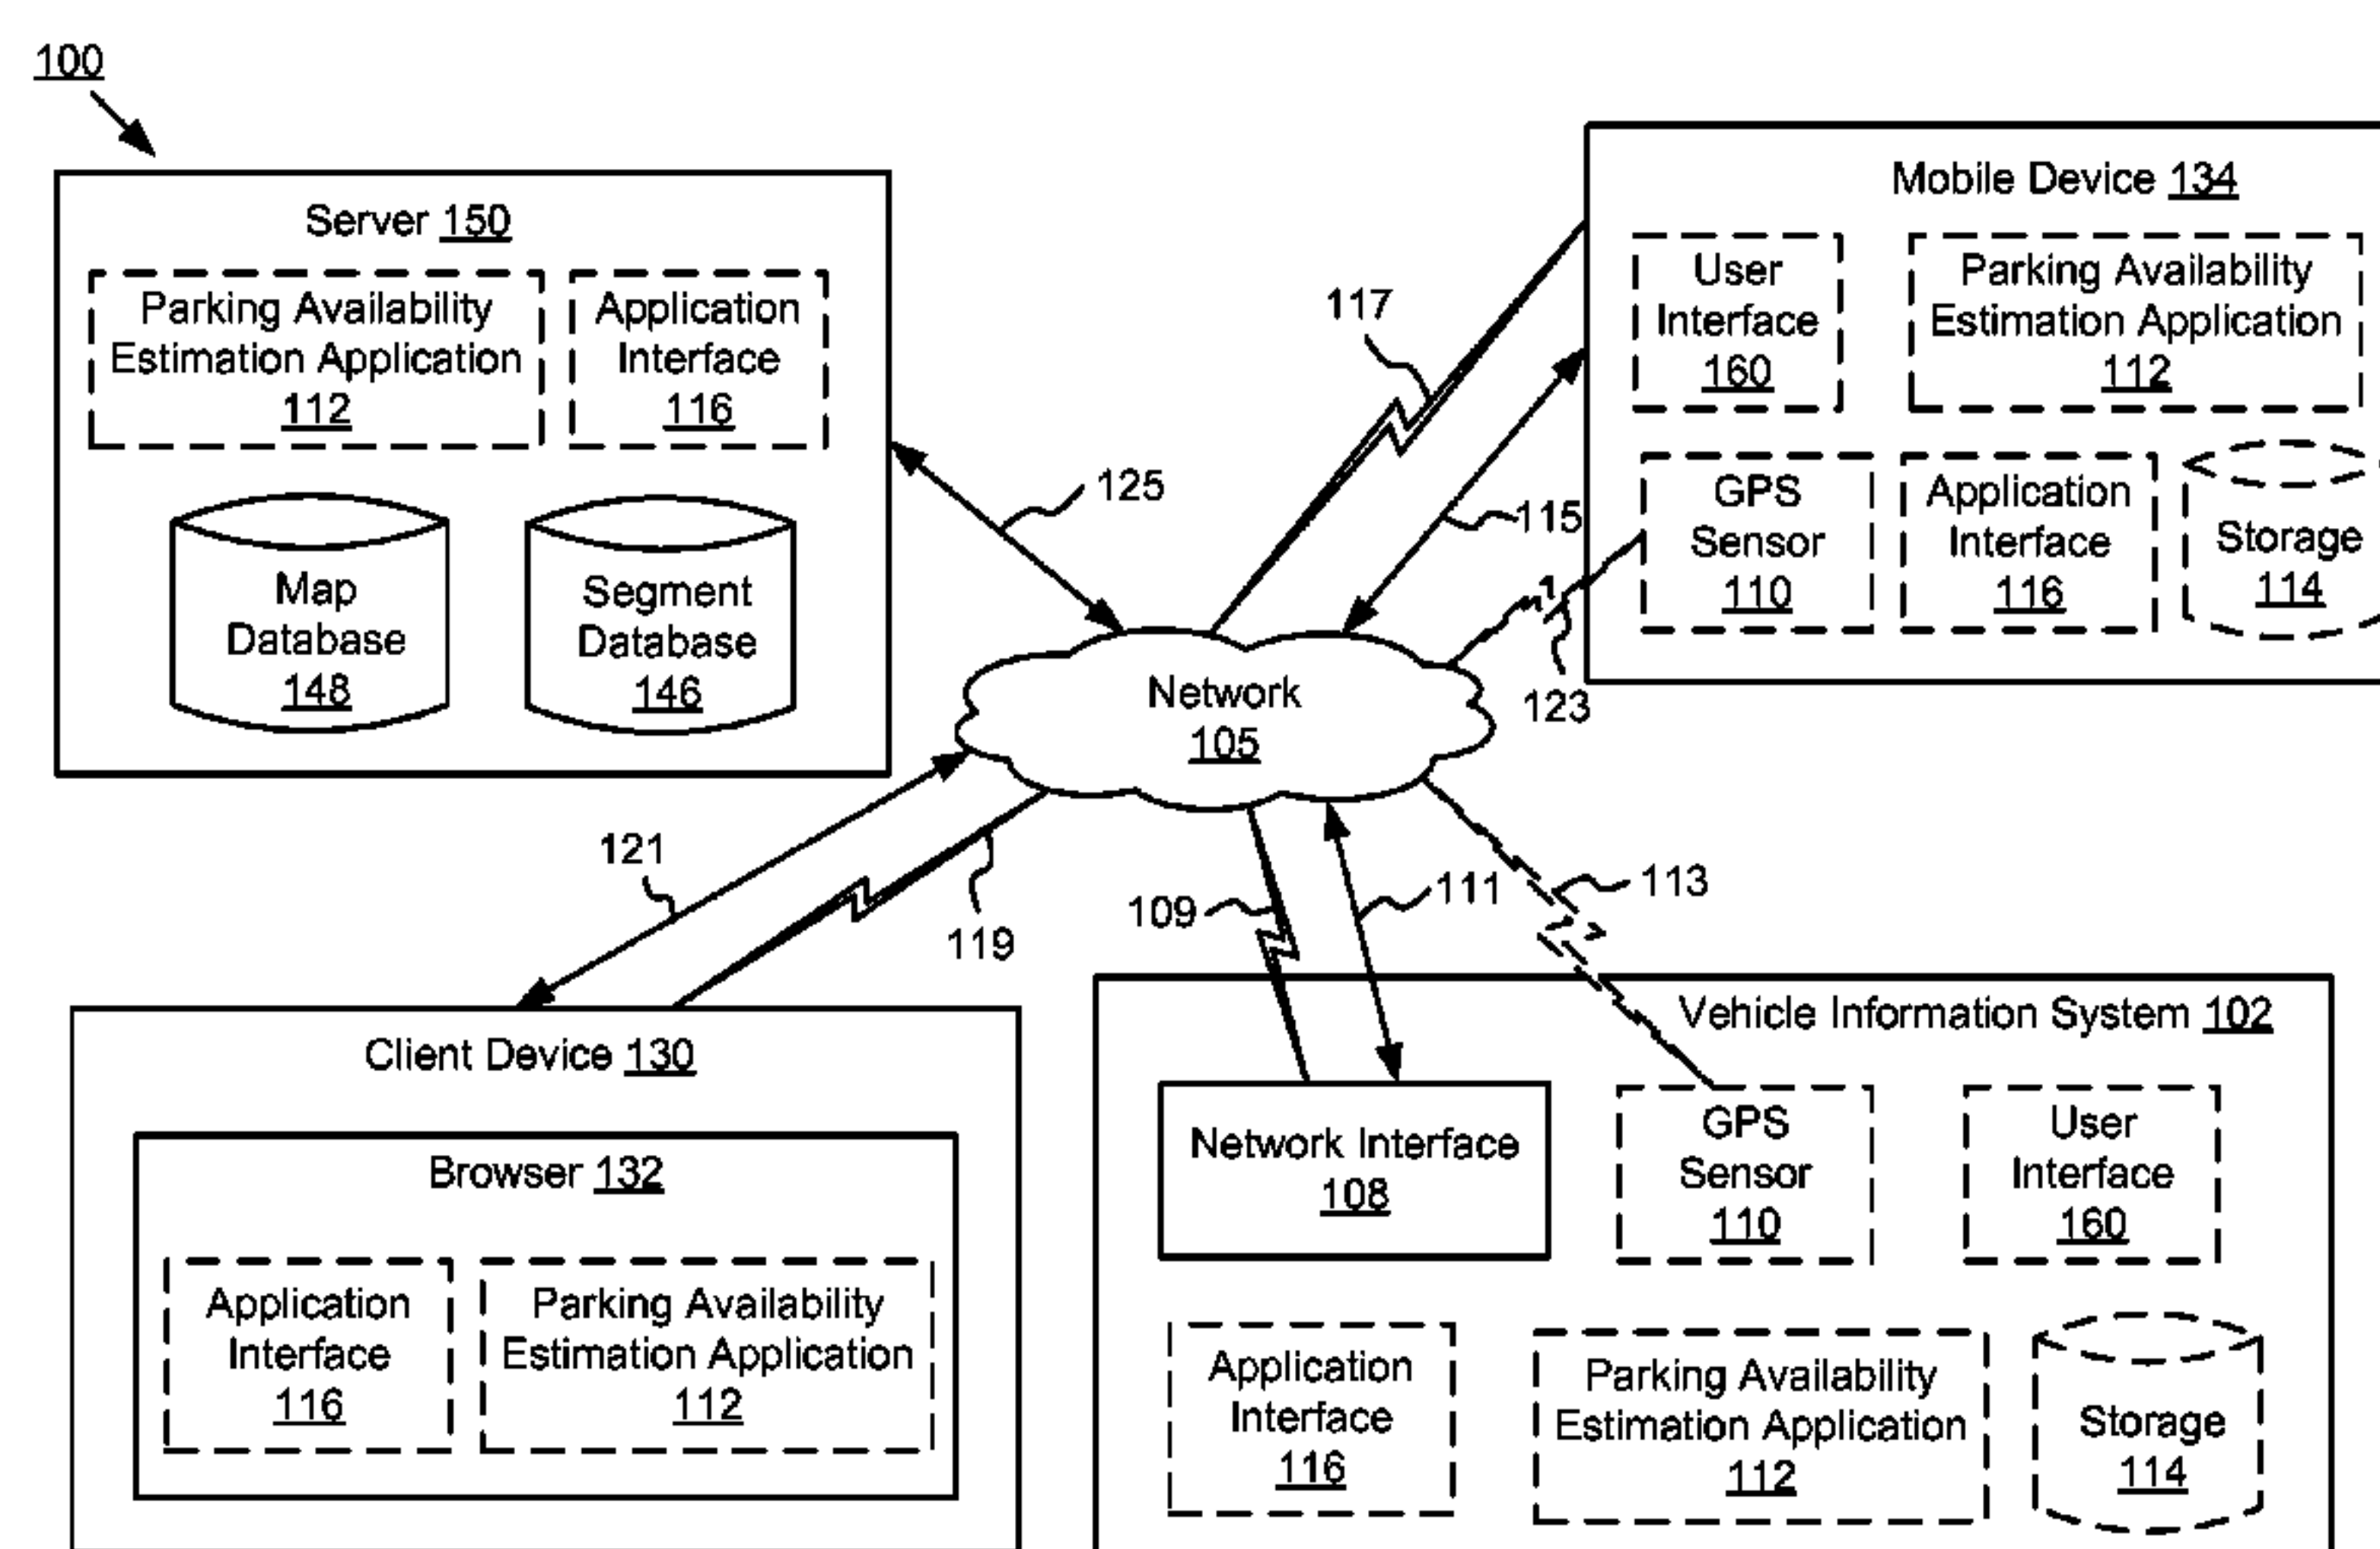 100
Server 150
Parking Availability
Estimation Application
112
Application
Interface
116
Map
Database
148
Segment
Database
146
125
117
115
123
Mobile Device 134
User
Interface
160
Parking Availability
Estimation Application
112
GPS
Sensor
110
Application
Interface
116
Storage
114
Network
105
121
119
109
111
113
Client Device 130
Browser 132
Application
Interface
116
Parking Availability
Estimation Application
112
Vehicle Information System 102
Network Interface
108
GPS
Sensor
110
User
Interface
160
Application
Interface
116
Parking Availability
Estimation Application
112
Storage
114